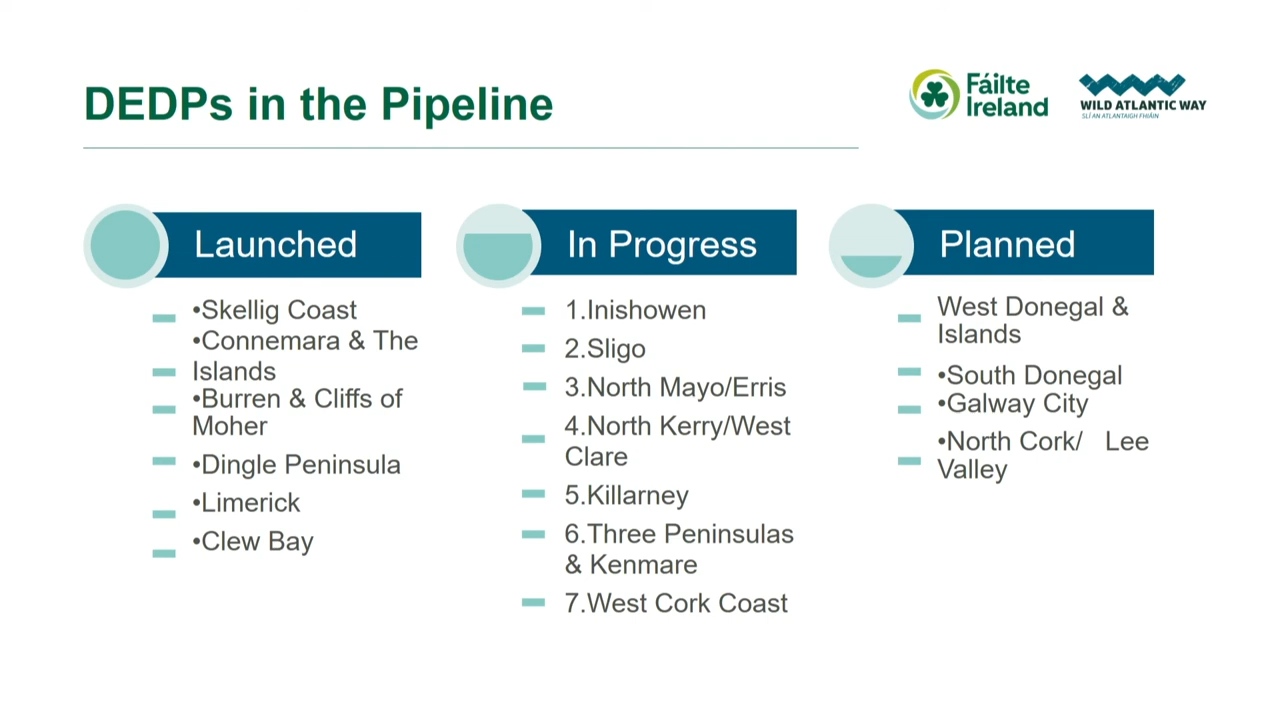 DEDPs in the Pipeline
Fáilte
Ireland
WILD ATLANTIC WAY
SLÍ AN ATLANTAIGH FHIÁIN
Launched
•Skellig Coast
•Connemara & The
Islands
•Burren & Cliffs of
Moher
•Dingle Peninsula
•Limerick
•Clew Bay
In Progress
1.Inishowen
2.Sligo
3.North Mayo/Erris
4.North Kerry/West
Clare
5.Killarney
6.Three Peninsulas
& Kenmare
7.West Cork Coast
Planned
West Donegal &
Islands
•South Donegal
•Galway City
•North Cork/ Lee
Valley